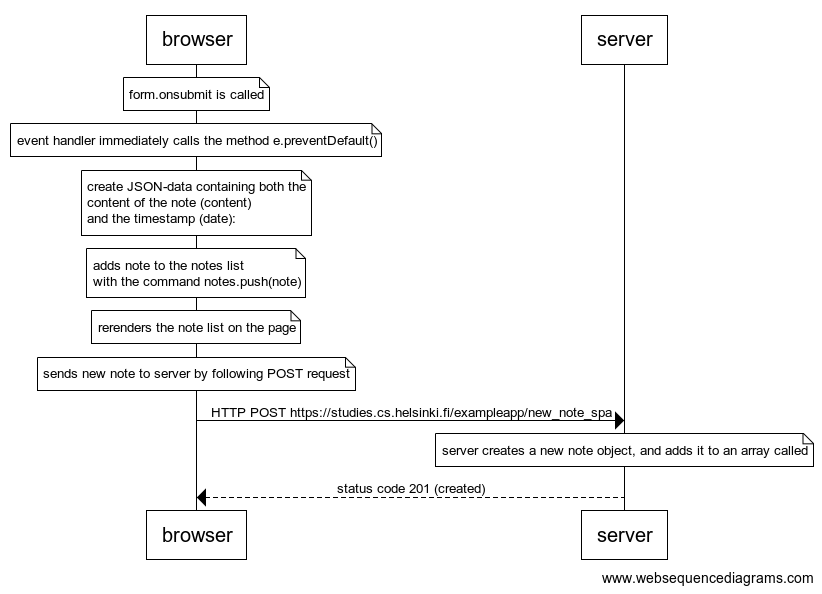 browser
server
form.onsubmit is called
event handler immediately calls the method e.preventDefault()
create JSON-data containing both the
content of the note (content)
and the timestamp (date):
adds note to the notes list
with the command notes.push(note)
rerenders the note list on the page
sends new note to server by following POST request
HTTP POST https://studies.cs.helsinki.fi/exampleapp/new_note_spa
server creates a new note object, and adds it to an array called
status code 201 (created)
browser
server
www.websequencediagrams.com